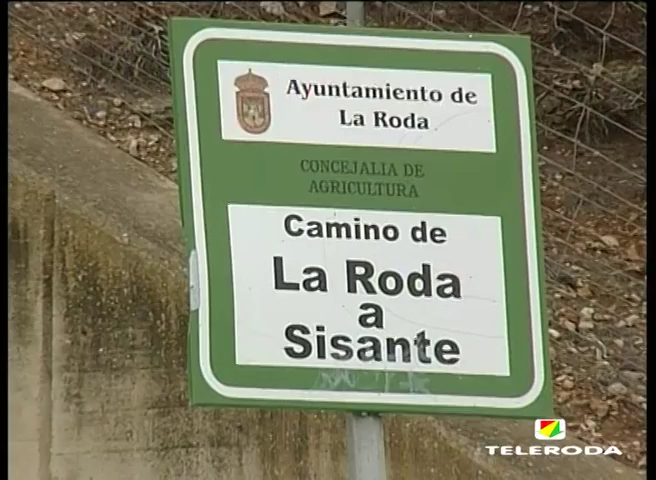 Ayuntamiento de
La Roda
CONCEJALIA DE
AGRICULTURA
Camino de
La Roda
a
Sisante
TELERODA